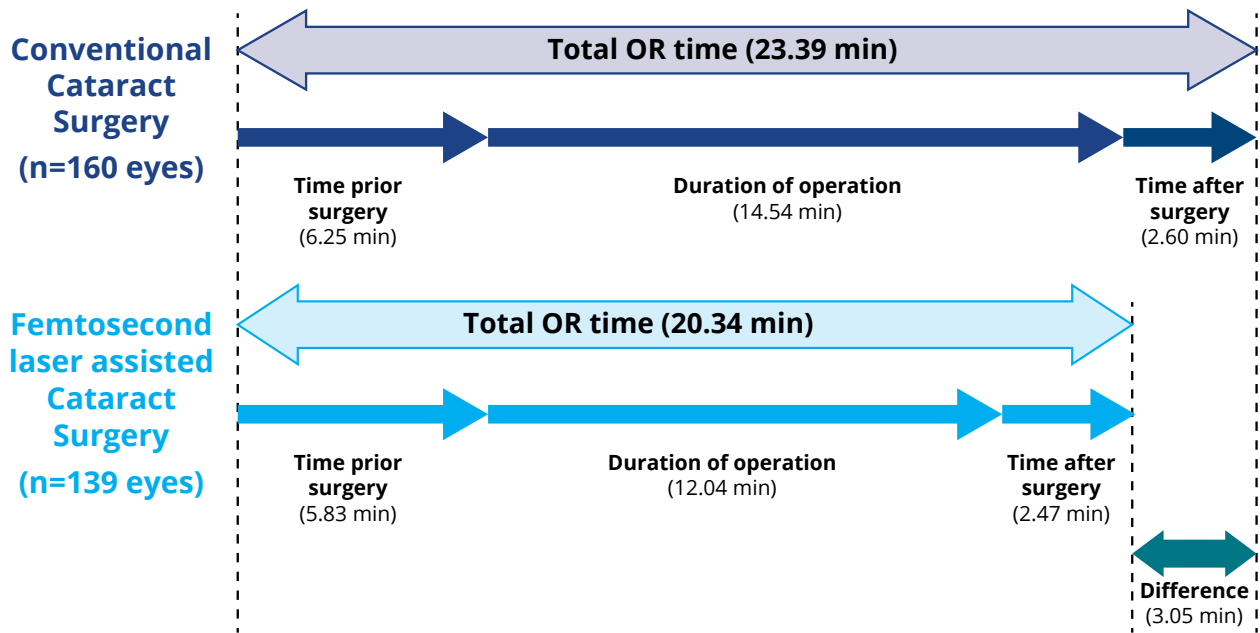 Conventional
Cataract
Surgery
(n=160 eyes)
Total OR time (23.39 min)
Time prior
surgery
(6.25 min)
Duration of operation
(14.54 min)
Time after
surgery
(2.60 min)
Femtosecond
laser assisted
Cataract
Surgery
(n=139 eyes)
Total OR time (20.34 min)
Time prior
surgery
(5.83 min)
Duration of operation
(12.04 min)
Time after
surgery
(2.47 min)
Difference
(3.05 min)